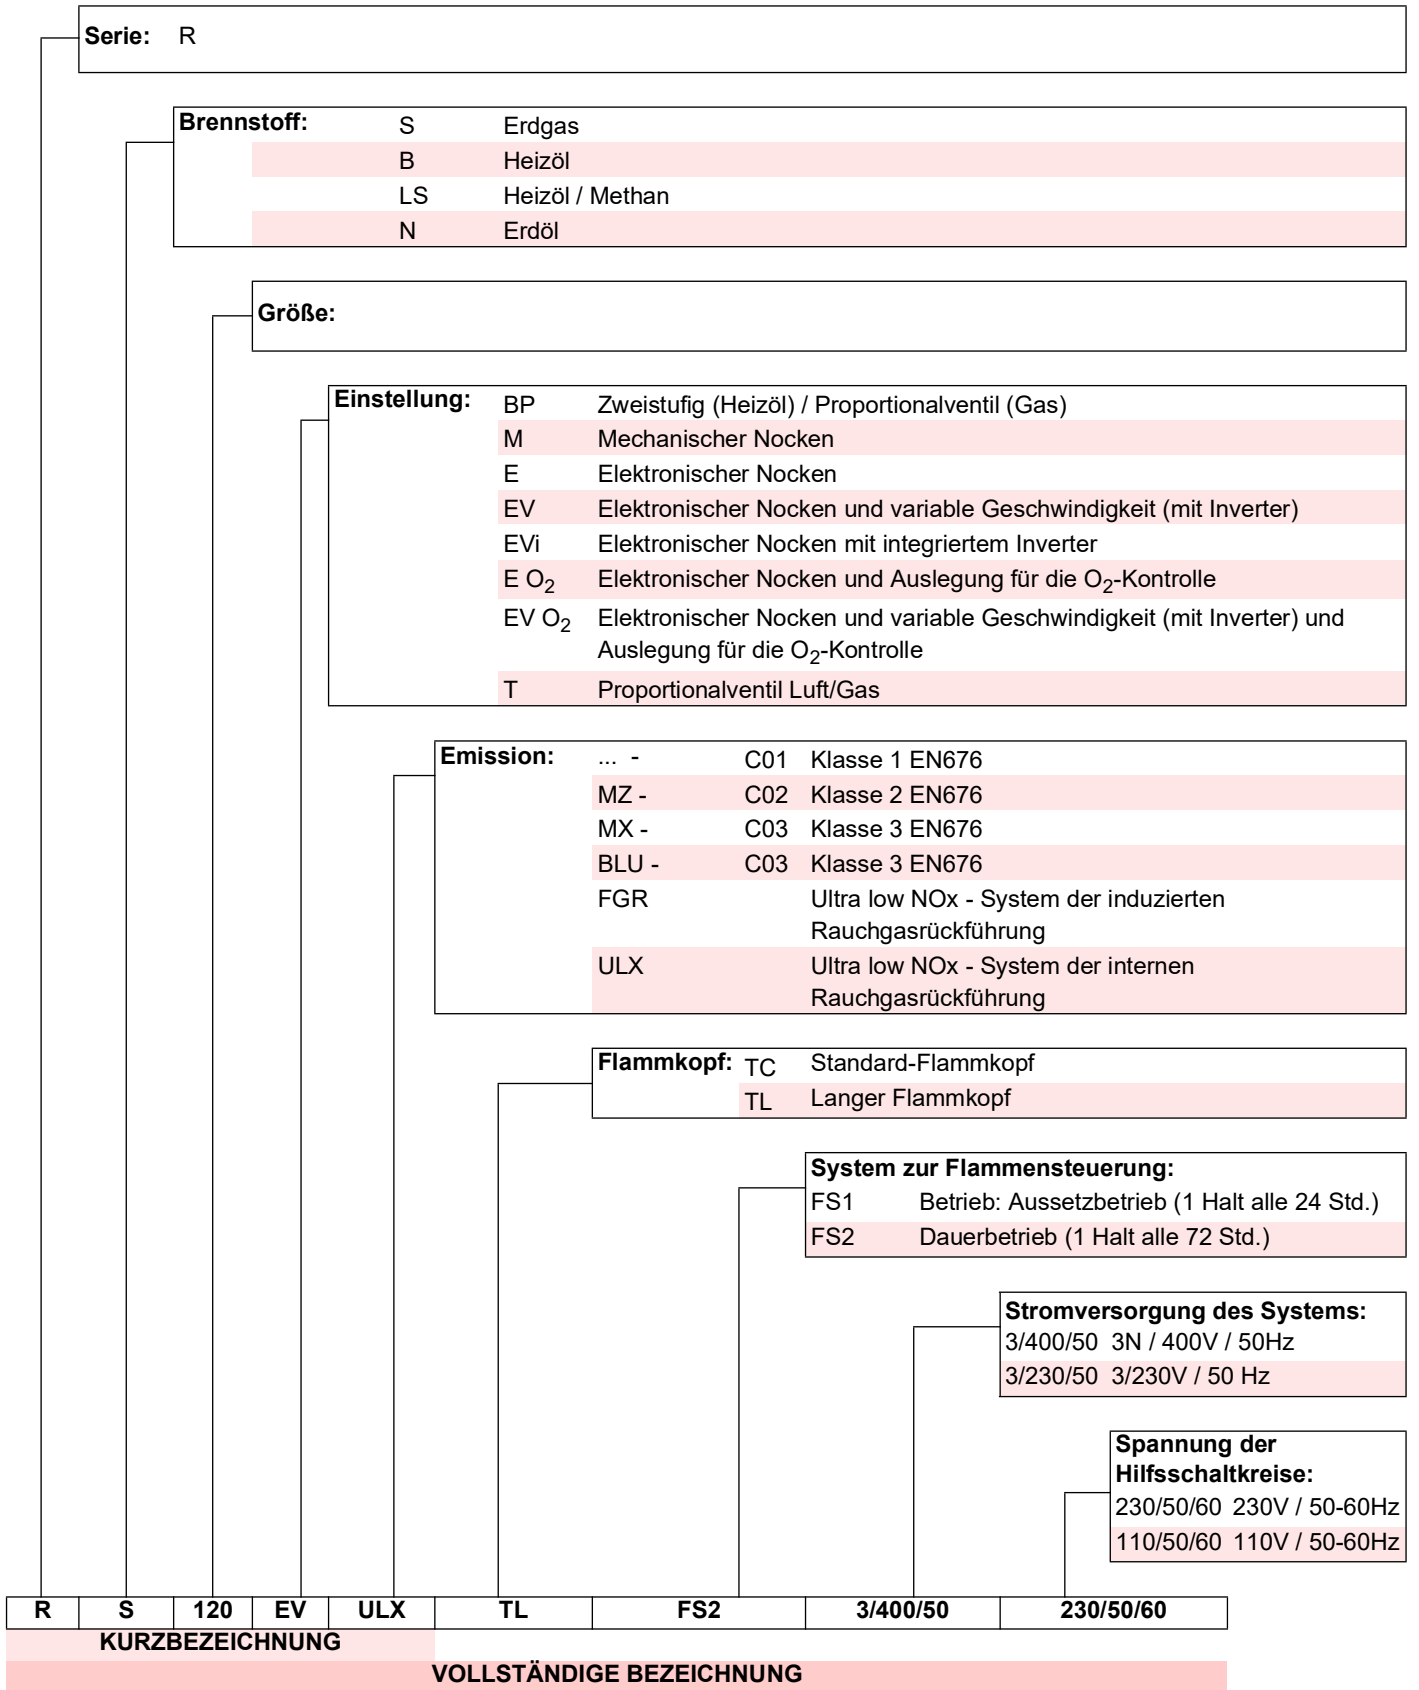 Serie: R
Brennstoff: S Erdgas
B Heizöl
LS Heizöl / Methan
N Erdöl
Größe:
Einstellung: BP Zweistufig (Heizöl) / Proportionalventil (Gas)
M Mechanischer Nocken
E Elektronischer Nocken
EV Elektronischer Nocken und variable Geschwindigkeit (mit Inverter)
EVi Elektronischer Nocken mit integriertem Inverter
E O2 Elektronischer Nocken und Auslegung für die O2-Kontrolle
EV O2 Elektronischer Nocken und variable Geschwindigkeit (mit Inverter) und
Auslegung für die O2-Kontrolle
T Proportionalventil Luft/Gas
Emission: ... - C01 Klasse 1 EN676
MZ - C02 Klasse 2 EN676
MX - C03 Klasse 3 EN676
BLU - C03 Klasse 3 EN676
FGR Ultra low NOx - System der induzierten
Rauchgasrückführung
ULX Ultra low NOx - System der internen
Rauchgasrückführung
Flammkopf: TC Standard-Flammkopf
TL Langer Flammkopf
System zur Flammensteuerung:
FS1 Betrieb: Aussetzbetrieb (1 Halt alle 24 Std.)
FS2 Dauerbetrieb (1 Halt alle 72 Std.)
Stromversorgung des Systems:
3/400/50 3N / 400V / 50Hz
3/230/50 3/230V / 50 Hz
Spannung der
Hilfsschaltkreise:
230/50/60 230V / 50-60Hz
110/50/60 110V / 50-60Hz
R S 120 EV ULX TL FS2 3/400/50 230/50/60
KURZBEZEICHNUNG
VOLLSTÄNDIGE BEZEICHNUNG